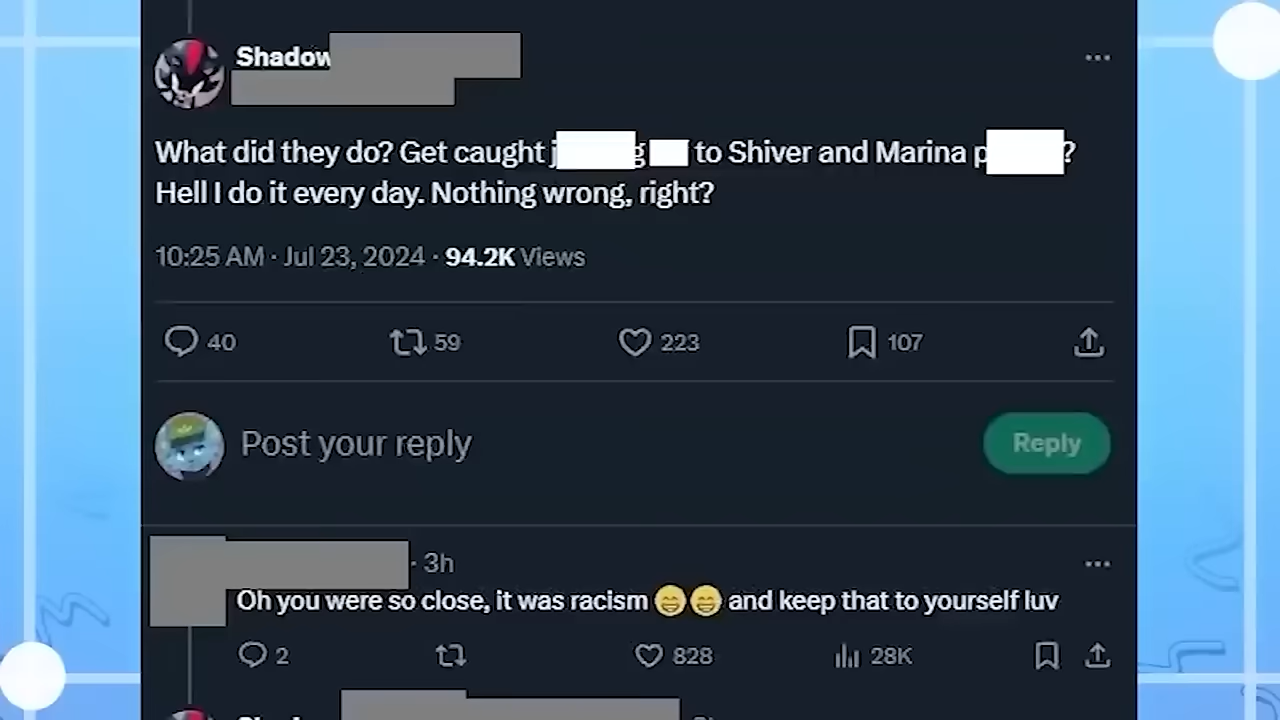 Shadow
What did they do? Get caught j g to Shiver and Marina p ?
Hell I do it every day. Nothing wrong, right?
10:25 AM · Jul 23, 2024 · 94.2K Views
40 59 223 107
Post your reply Reply
· 3h
Oh you were so close, it was racism 😁😁 and keep that to yourself luv
2 828 28K